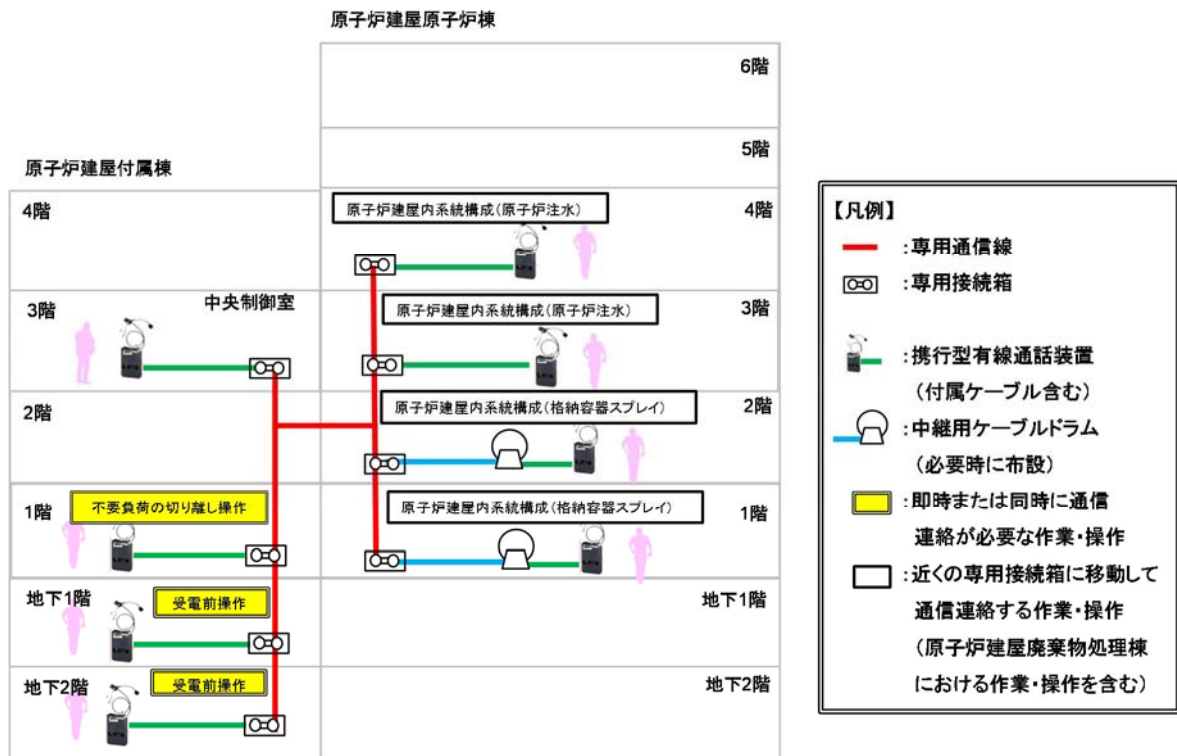 原子炉建屋原子炉棟
6階
5階
原子炉建屋付属棟
4階
原子炉建屋内系統構成(原子炉注水)
4階
3階
中央制御室
原子炉建屋内系統構成(原子炉注水)
3階
2階
原子炉建屋内系統構成(格納容器スプレイ)
2階
1階
不要負荷の切り離し操作
原子炉建屋内系統構成(格納容器スプレイ)
1階
地下1階
受電前操作
地下1階
地下2階
受電前操作
地下2階
【凡例】
:専用通信線
:専用接続箱
:携行型有線通話装置
(付属ケーブル含む)
:中継用ケーブルドラム
(必要時に布設)
:即時または同時に通信
連絡が必要な作業・操作
:近くの専用接続箱に移動して
通信連絡する作業・操作
(原子炉建屋廃棄物処理棟
における作業・操作を含む)